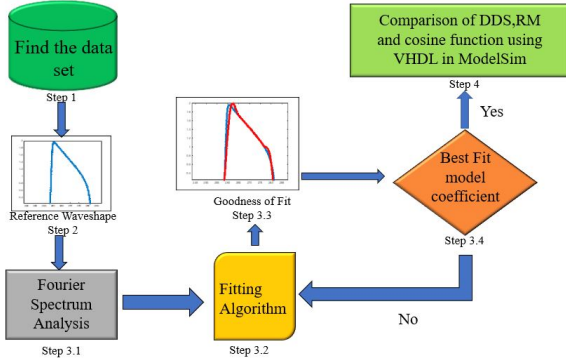 Find the data
set
Step 1
Reference Waveshape
Step 2
Fourier
Spectrum
Analysis
Step 3.1
Fitting
Algorithm
Step 3.2
Goodness of Fit
Step 3.3
Best Fit
model
coefficient
Step 3.4
No
Yes
Comparison of DDS,RM
and cosine function using
VHDL in ModelSim
Step 4